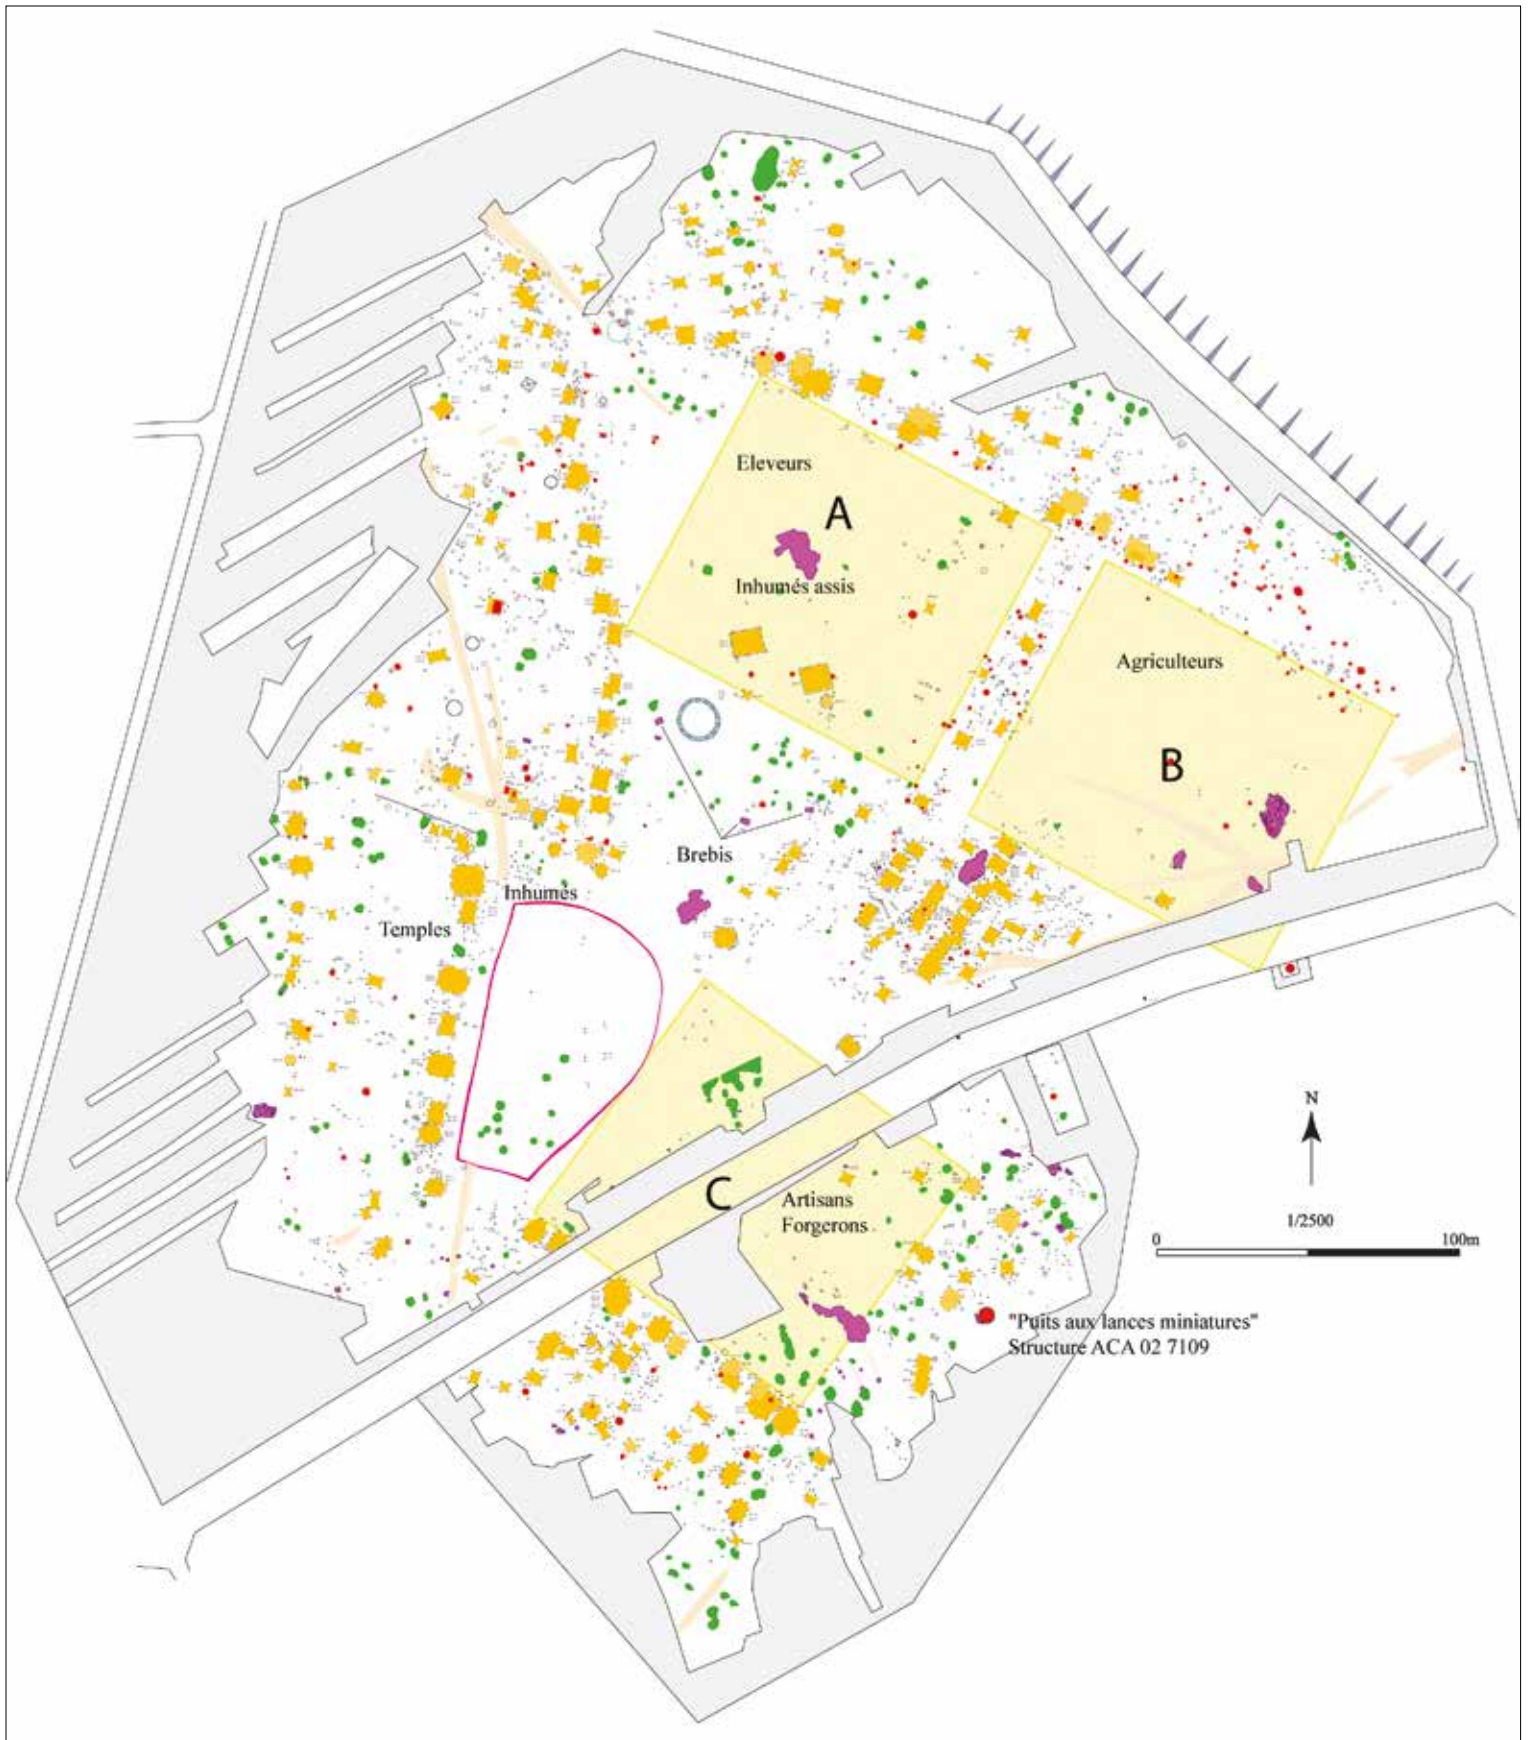 Eleveurs
A
Inhumés assis
Agriculteurs
B
Brebis
Inhumés
Temples
N
C
Artisans
Forgerons
1/2500
0 100m
"Puits aux lances miniatures"
Structure ACA 02 7109